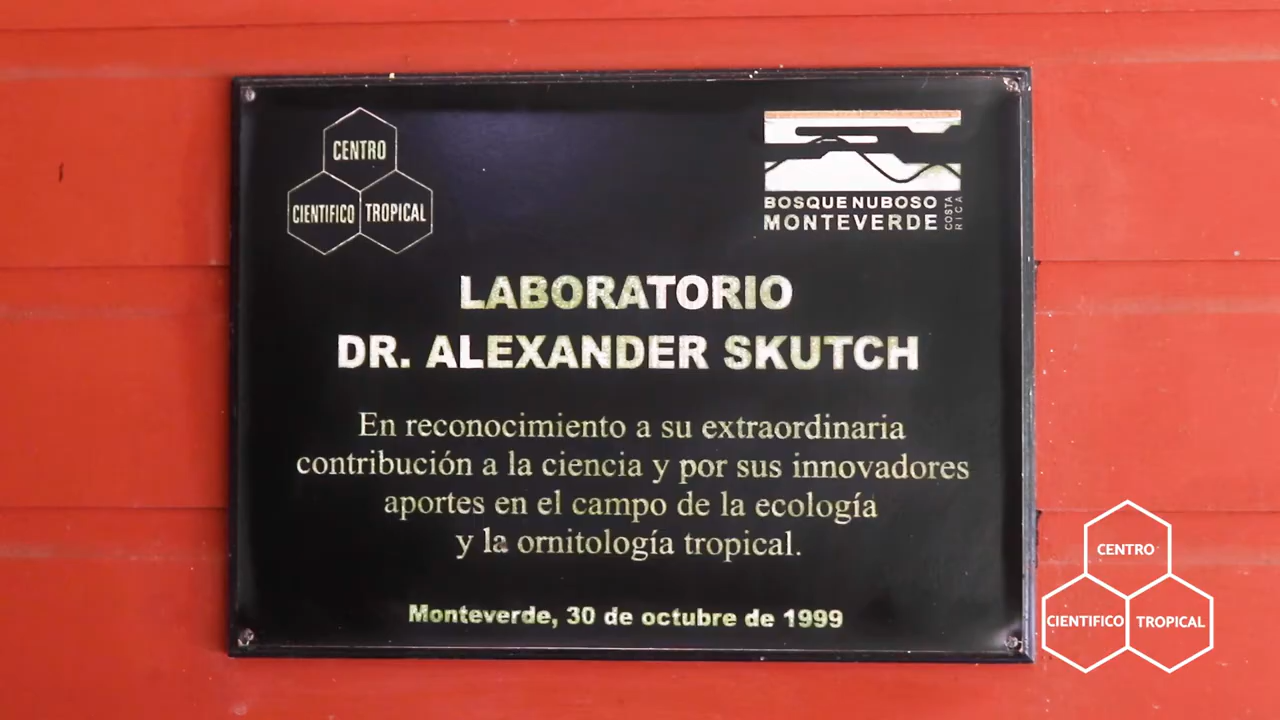 CENTRO
CIENTIFICO TROPICAL
BOSQUE NUBOSO
MONTEVERDE
COSTA
RICA
LABORATORIO
DR. ALEXANDER SKUTCH
En reconocimiento a su extraordinaria
contribución a la ciencia y por sus innovadores
aportes en el campo de la ecología
y la ornitología tropical.
Monteverde, 30 de octubre de 1999
CENTRO
CIENTIFICO TROPICAL